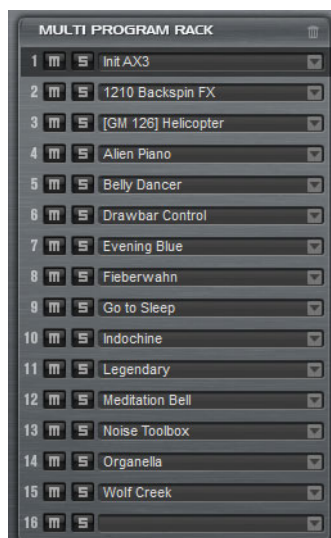 MULTI PROGRAM RACK
1 m S Init AX3
2 m S 1210 Backspin FX
3 m S [GM 126] Helicopter
4 m S Alien Piano
5 m S Belly Dancer
6 m S Drawbar Control
7 m S Evening Blue
8 m S Fieberwahn
9 m S Go to Sleep
10 m S Indochine
11 m S Legendary
12 m S Meditation Bell
13 m S Noise Toolbox
14 m S Organella
15 m S Wolf Creek
16 m S